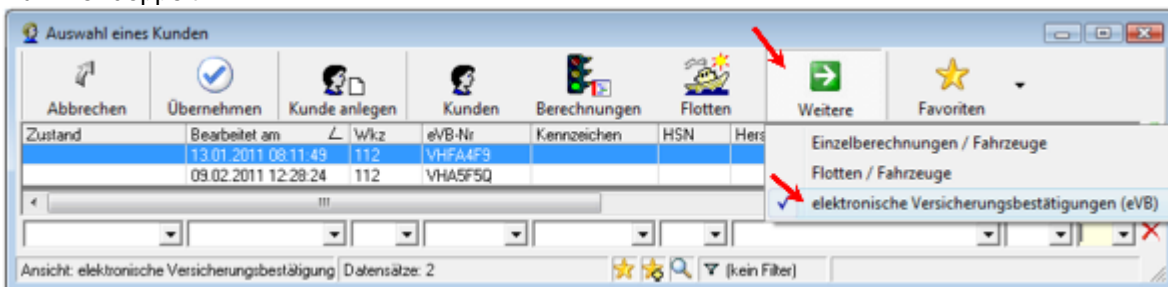 Auswahl eines Kunden
Abbrechen Übernehmen Kunde anlegen Kunden Berechnungen Flotten Weitere Favoriten
Zustand Bearbeitet am Wkz eVB-Nr Kennzeichen HSN Hers
13.01.2011 08:11:49 112 VHFA4F9
09.02.2011 12:28:24 112 VHA5F5Q
Einzelberechnungen / Fahrzeuge
Flotten / Fahrzeuge
elektronische Versicherungsbestätigungen (eVB)
Ansicht: elektronische Versicherungsbestätigung Datensätze: 2 (kein Filter)